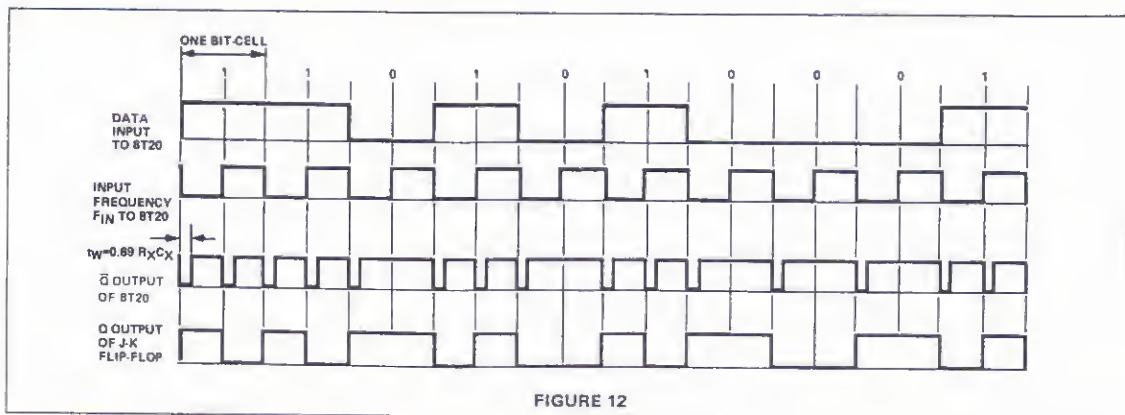 ONE BIT-CELL
1 1 0 1 0 1 0 0 0 1
DATA
INPUT
TO 8T20
INPUT
FREQUENCY
FIN TO 8T20
tW=0.69 RXCX
Q̅ OUTPUT
OF 8T20
Q OUTPUT
OF J-K
FLIP-FLOP
FIGURE 12